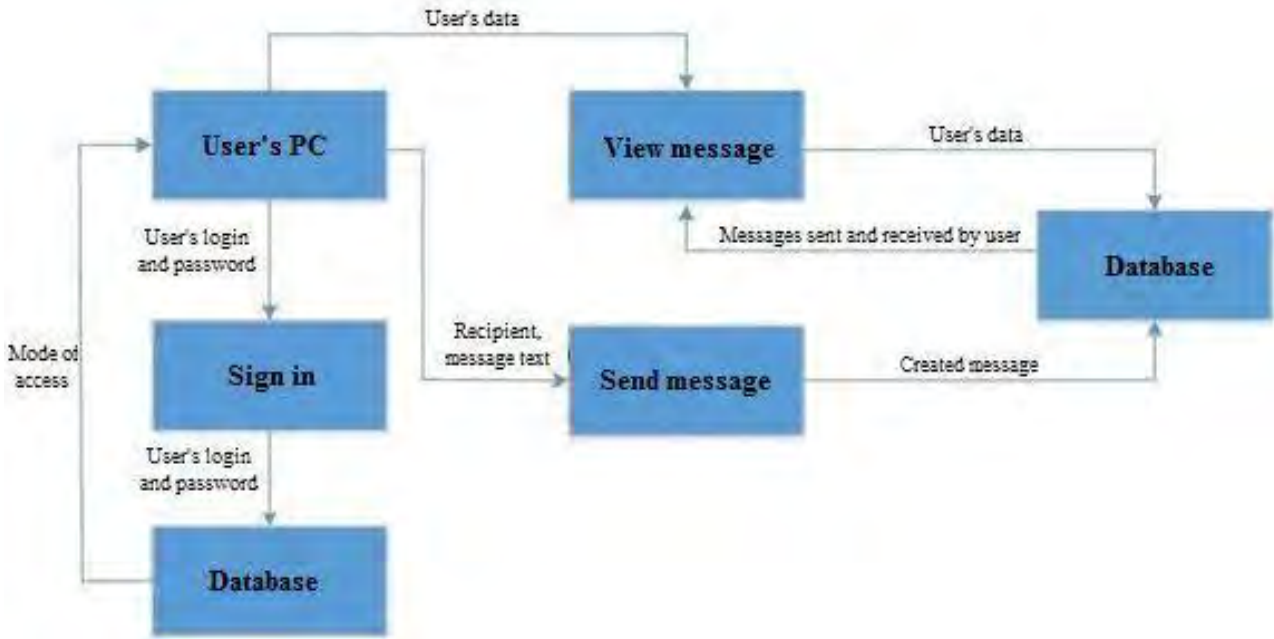 User's data
User's PC
View message
User's data
User's login
and password
Messages sent and received by user
Database
Mode of
access
Sign in
Recipient,
message text
Send message
Created message
User's login
and password
Database